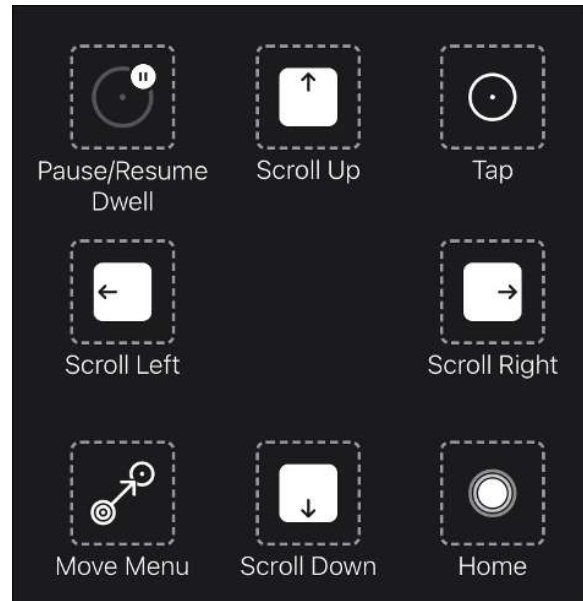 Pause/Resume
Dwell
Scroll Up
Tap
Scroll Left
Scroll Right
Move Menu
Scroll Down
Home